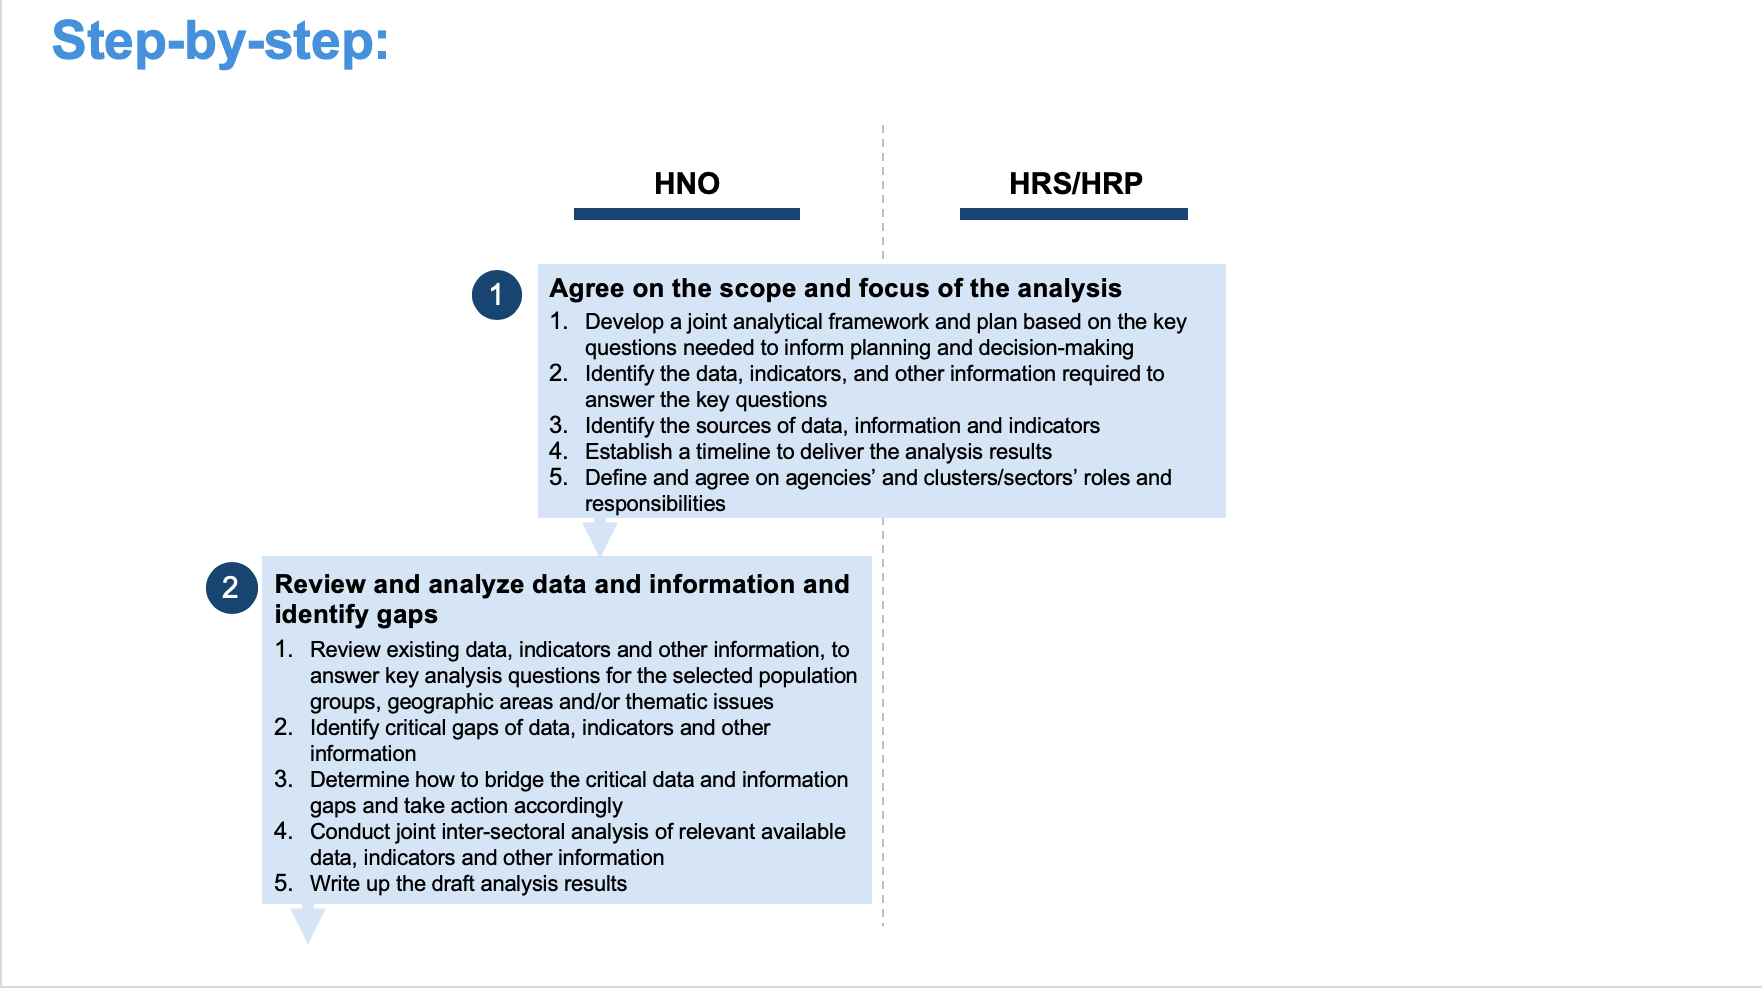 Step-by-step:
HNO
HRS/HRP
1
Agree on the scope and focus of the analysis
1. Develop a joint analytical framework and plan based on the key
questions needed to inform planning and decision-making
2. Identify the data, indicators, and other information required to
answer the key questions
3. Identify the sources of data, information and indicators
4. Establish a timeline to deliver the analysis results
5. Define and agree on agencies’ and clusters/sectors’ roles and
responsibilities
2
Review and analyze data and information and
identify gaps
1. Review existing data, indicators and other information, to
answer key analysis questions for the selected population
groups, geographic areas and/or thematic issues
2. Identify critical gaps of data, indicators and other
information
3. Determine how to bridge the critical data and information
gaps and take action accordingly
4. Conduct joint inter-sectoral analysis of relevant available
data, indicators and other information
5. Write up the draft analysis results